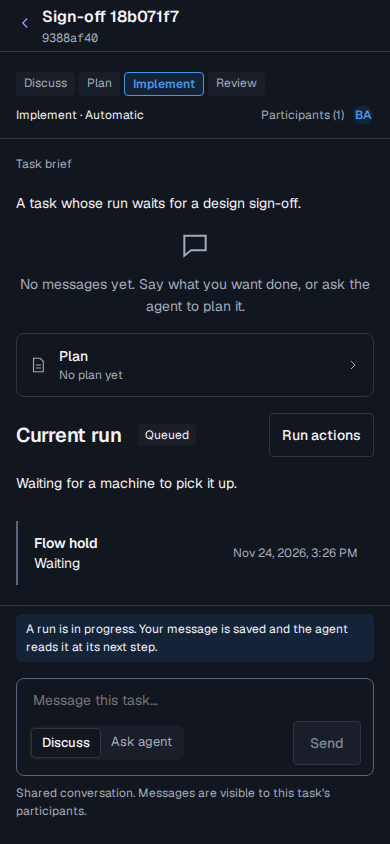 Sign-off 18b071f7
9388af40
Discuss Plan Implement Review
Implement · Automatic Participants (1) BA
Task brief
A task whose run waits for a design sign-off.
No messages yet. Say what you want done, or ask the
agent to plan it.
Plan
No plan yet
Current run Queued Run actions
Waiting for a machine to pick it up.
Flow hold
Waiting
Nov 24, 2026, 3:26 PM
A run is in progress. Your message is saved and the agent
reads it at its next step.
Message this task...
Discuss Ask agent Send
Shared conversation. Messages are visible to this task's
participants.